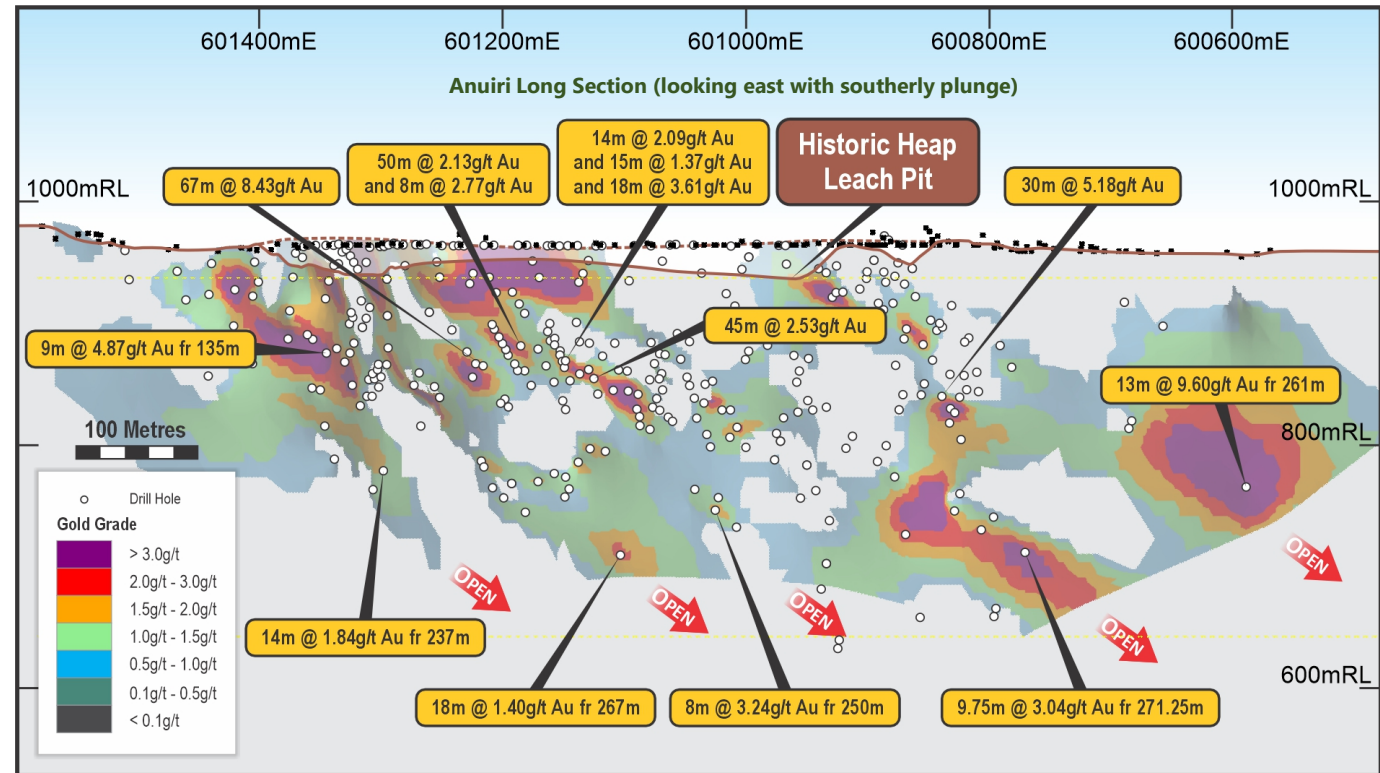 601400mE
601200mE
601000mE
600800mE
600600mE
Anuiri Long Section (looking east with southerly plunge)
14m @ 2.09g/t Au
and 15m @ 1.37g/t Au
and 18m @ 3.61g/t Au
50m @ 2.13g/t Au
and 8m @ 2.77g/t Au
Historic Heap
Leach Pit
67m @ 8.43g/t Au
30m @ 5.18g/t Au
1000mRL
1000mRL
45m @ 2.53g/t Au
9m @ 4.87g/t Au fr 135m
13m @ 9.60g/t Au fr 261m
100 Metres
800mRL
Drill Hole
Gold Grade
> 3.0g/t
2.0g/t - 3.0g/t
1.5g/t - 2.0g/t
1.0g/t - 1.5g/t
0.5g/t - 1.0g/t
0.1g/t - 0.5g/t
< 0.1g/t
OPEN
OPEN
OPEN
OPEN
OPEN
14m @ 1.84g/t Au fr 237m
600mRL
18m @ 1.40g/t Au fr 267m
8m @ 3.24g/t Au fr 250m
9.75m @ 3.04g/t Au fr 271.25m